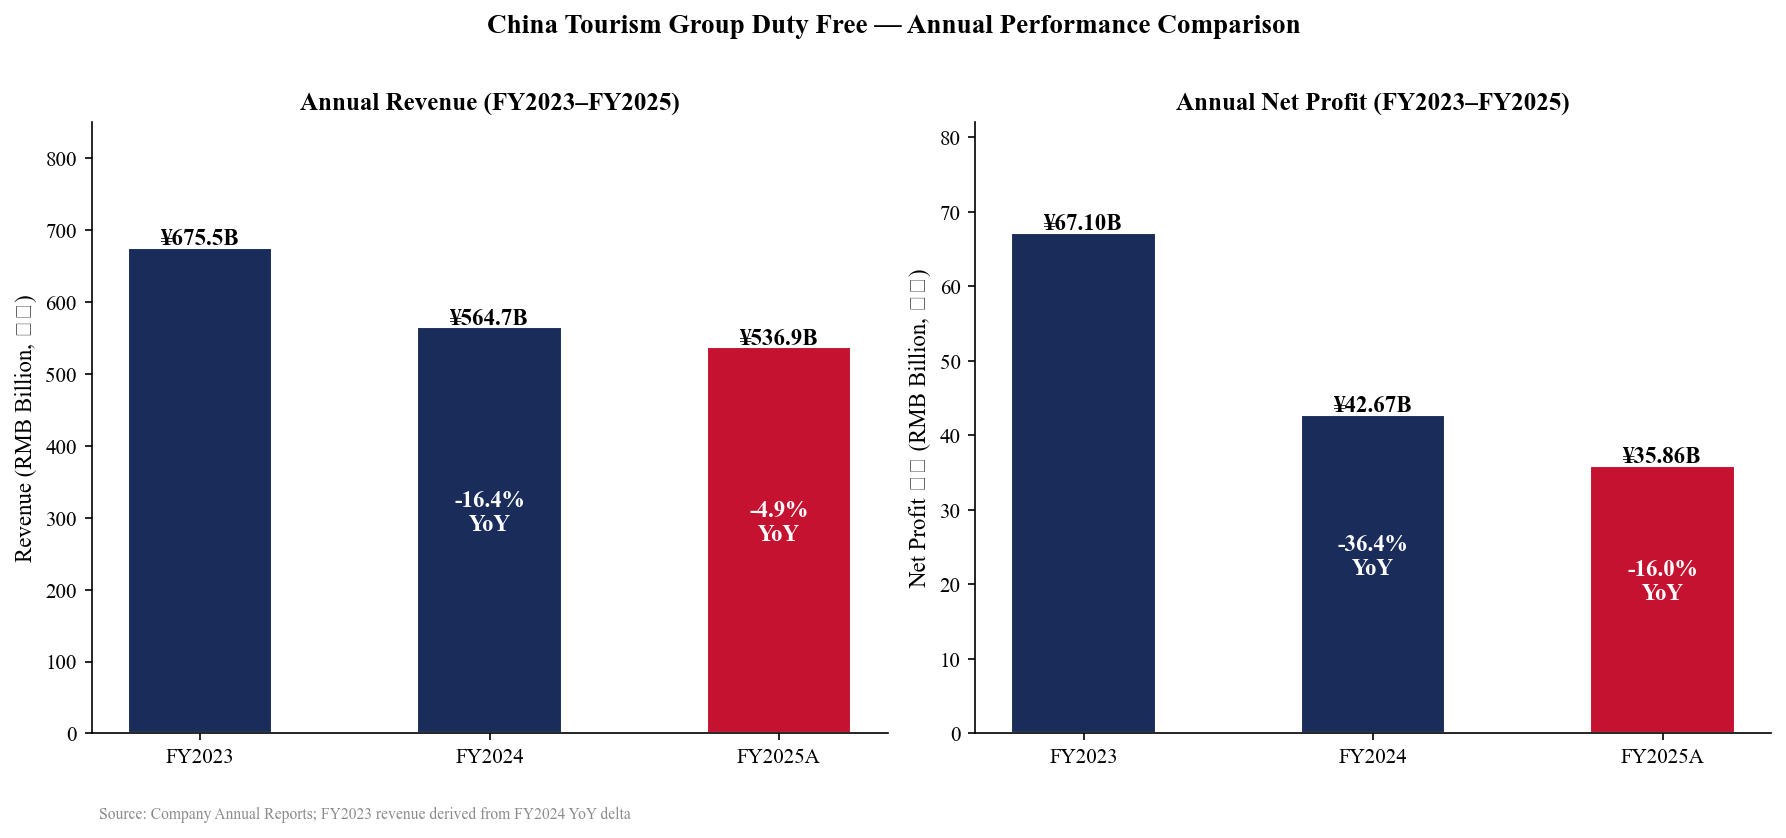 China Tourism Group Duty Free — Annual Performance Comparison
Annual Revenue (FY2023–FY2025)
Revenue (RMB Billion, □□)
800
700
600
500
400
300
200
100
0
¥675.5B
¥564.7B
¥536.9B
-16.4%
YoY
-4.9%
YoY
FY2023
FY2024
FY2025A
Annual Net Profit (FY2023–FY2025)
Net Profit □□ (RMB Billion, □□)
80
70
60
50
40
30
20
10
0
¥67.10B
¥42.67B
¥35.86B
-36.4%
YoY
-16.0%
YoY
FY2023
FY2024
FY2025A
Source: Company Annual Reports; FY2023 revenue derived from FY2024 YoY delta